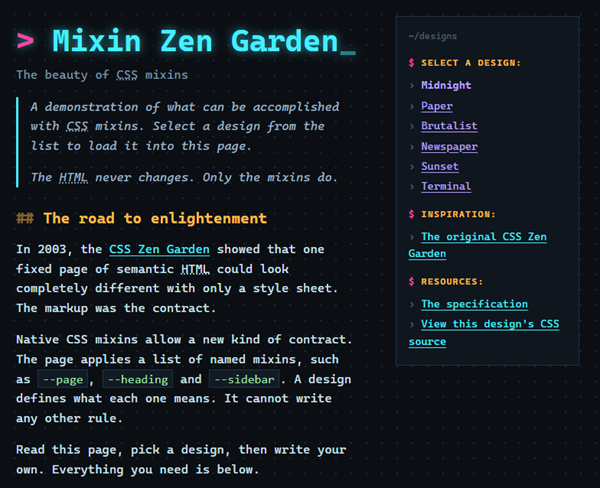 > Mixin Zen Garden_
The beauty of CSS mixins
A demonstration of what can be accomplished
with CSS mixins. Select a design from the
list to load it into this page.
The HTML never changes. Only the mixins do.
## The road to enlightenment
In 2003, the CSS Zen Garden showed that one
fixed page of semantic HTML could look
completely different with only a style sheet.
The markup was the contract.
Native CSS mixins allow a new kind of contract.
The page applies a list of named mixins, such
as --page, --heading and --sidebar. A design
defines what each one means. It cannot write
any other rule.
Read this page, pick a design, then write your
own. Everything you need is below.
~/designs
$ SELECT A DESIGN:
› Midnight
› Paper
› Brutalist
› Newspaper
› Sunset
› Terminal
$ INSPIRATION:
› The original CSS Zen
Garden
$ RESOURCES:
› The specification
› View this design's CSS
source